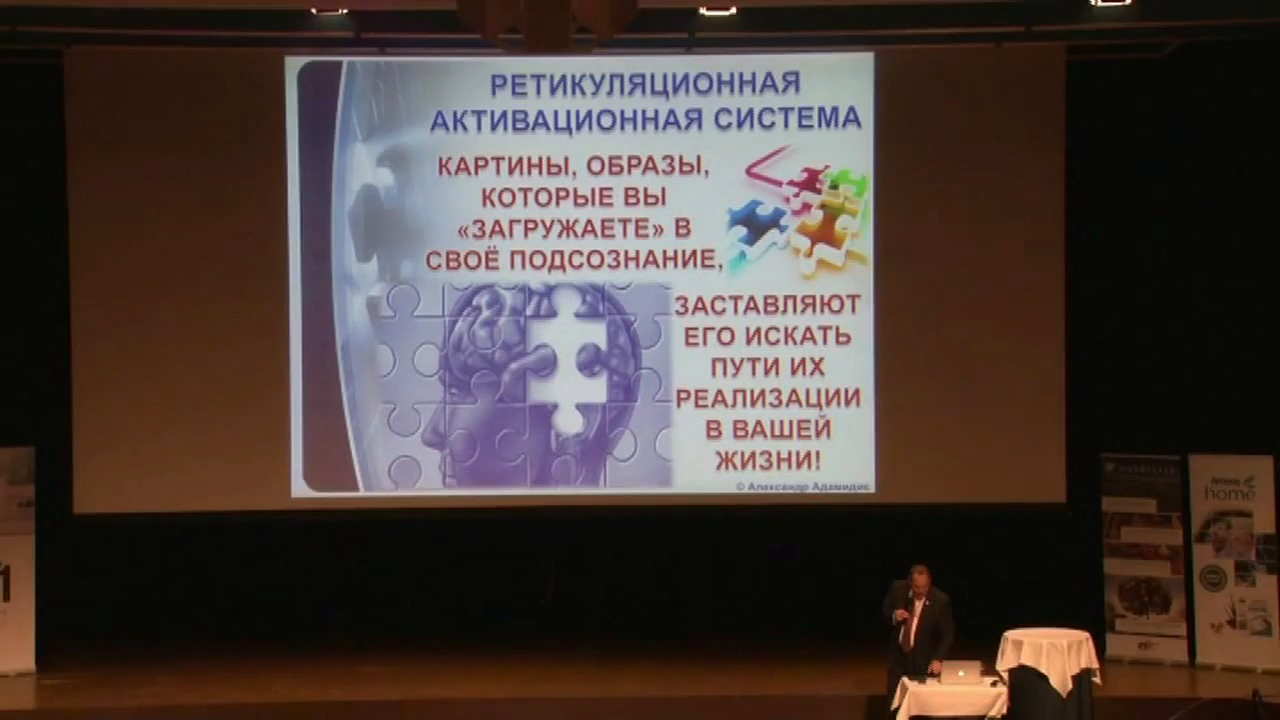 РЕТИКУЛЯЦИОННАЯ
АКТИВАЦИОННАЯ СИСТЕМА
КАРТИНЫ, ОБРАЗЫ,
КОТОРЫЕ ВЫ
«ЗАГРУЖАЕТЕ» В
СВОЁ ПОДСОЗНАНИЕ,
ЗАСТАВЛЯЮТ
ЕГО ИСКАТЬ
ПУТИ ИХ
РЕАЛИЗАЦИИ
В ВАШЕЙ
ЖИЗНИ!
© Александр Адамидис
Amway
home